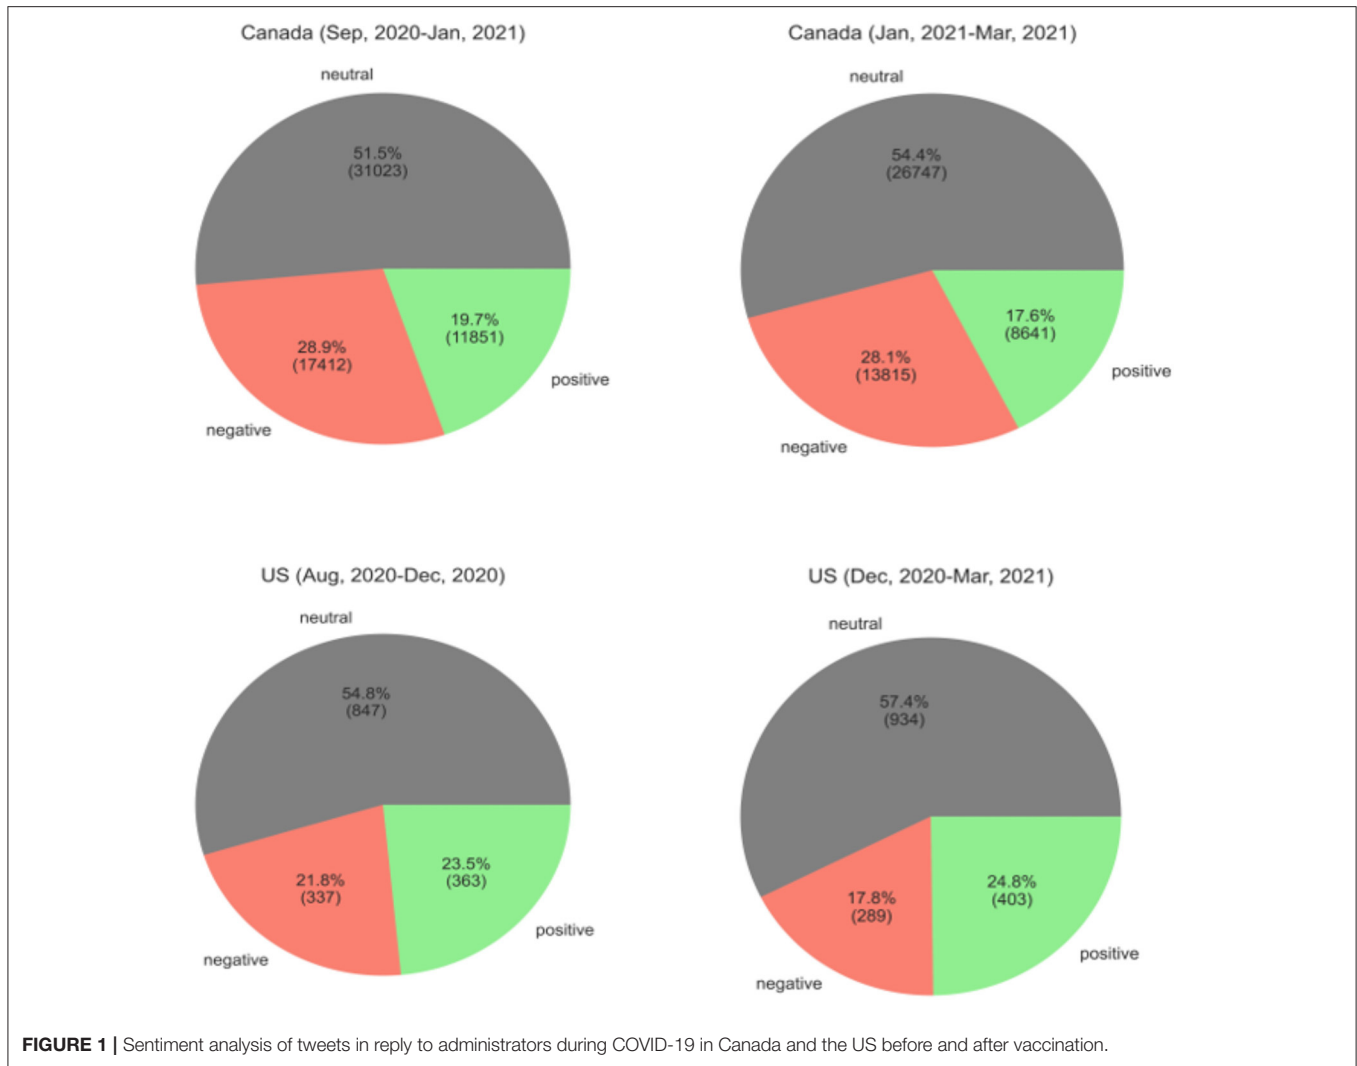 Canada (Sep, 2020-Jan, 2021)
neutral
51.5%
(31023)
28.9%
(17412)
19.7%
(11851)
positive
negative
Canada (Jan, 2021-Mar, 2021)
neutral
54.4%
(26747)
17.6%
(8641)
28.1%
(13815)
positive
negative
US (Aug, 2020-Dec, 2020)
neutral
54.8%
(847)
23.5%
(363)
21.8%
(337)
positive
negative
US (Dec, 2020-Mar, 2021)
neutral
57.4%
(934)
24.8%
(403)
17.8%
(289)
positive
negative
FIGURE 1 | Sentiment analysis of tweets in reply to administrators during COVID-19 in Canada and the US before and after vaccination.